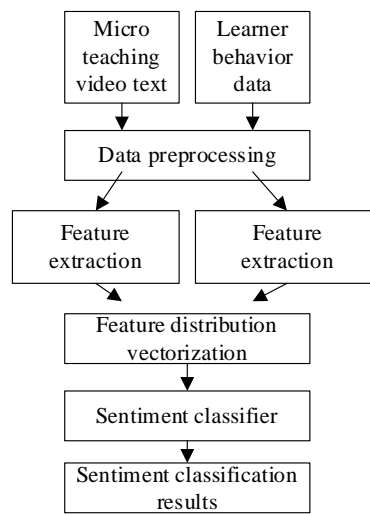 Micro
teaching
video text
Learner
behavior
data
Data preprocessing
Feature
extraction
Feature
extraction
Feature distribution
vectorization
Sentiment classifier
Sentiment classification
results